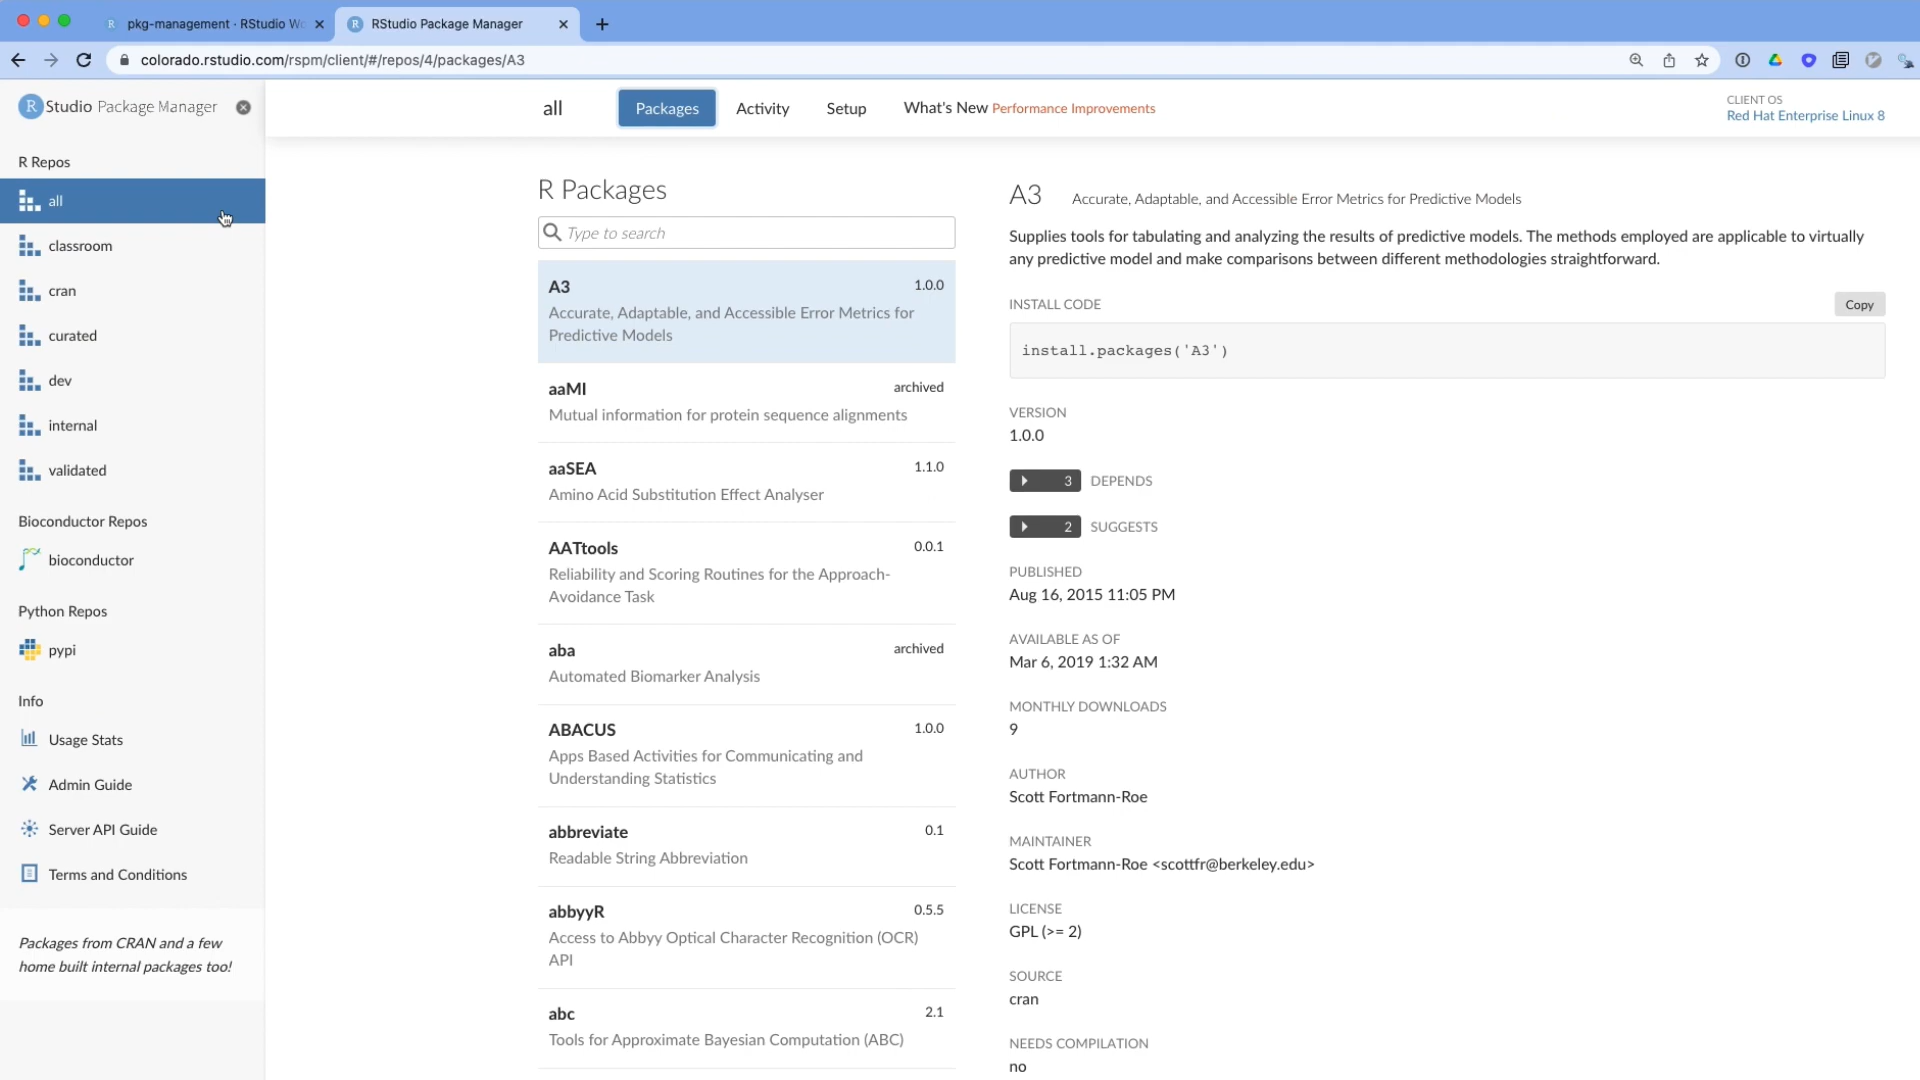 pkg-management · RStudio Wo
RStudio Package Manager
colorado.rstudio.com/rspm/client/#/repos/4/packages/A3
RStudio Package Manager
all
Packages
Activity
Setup
What's New Performance Improvements
CLIENT OS
Red Hat Enterprise Linux 8
R Repos
all
classroom
cran
curated
dev
internal
validated
Bioconductor Repos
bioconductor
Python Repos
pypi
Info
Usage Stats
Admin Guide
Server API Guide
Terms and Conditions
Packages from CRAN and a few
home built internal packages too!
R Packages
Type to search
A3 1.0.0
Accurate, Adaptable, and Accessible Error Metrics for
Predictive Models
aaMI archived
Mutual information for protein sequence alignments
aaSEA 1.1.0
Amino Acid Substitution Effect Analyser
AATtools 0.0.1
Reliability and Scoring Routines for the Approach-
Avoidance Task
aba archived
Automated Biomarker Analysis
ABACUS 1.0.0
Apps Based Activities for Communicating and
Understanding Statistics
abbreviate 0.1
Readable String Abbreviation
abbyyR 0.5.5
Access to Abbyy Optical Character Recognition (OCR)
API
abc 2.1
Tools for Approximate Bayesian Computation (ABC)
A3 Accurate, Adaptable, and Accessible Error Metrics for Predictive Models
Supplies tools for tabulating and analyzing the results of predictive models. The methods employed are applicable to virtually
any predictive model and make comparisons between different methodologies straightforward.
INSTALL CODE
Copy
install.packages('A3')
VERSION
1.0.0
3 DEPENDS
2 SUGGESTS
PUBLISHED
Aug 16, 2015 11:05 PM
AVAILABLE AS OF
Mar 6, 2019 1:32 AM
MONTHLY DOWNLOADS
9
AUTHOR
Scott Fortmann-Roe
MAINTAINER
Scott Fortmann-Roe <scottfr@berkeley.edu>
LICENSE
GPL (>= 2)
SOURCE
cran
NEEDS COMPILATION
no